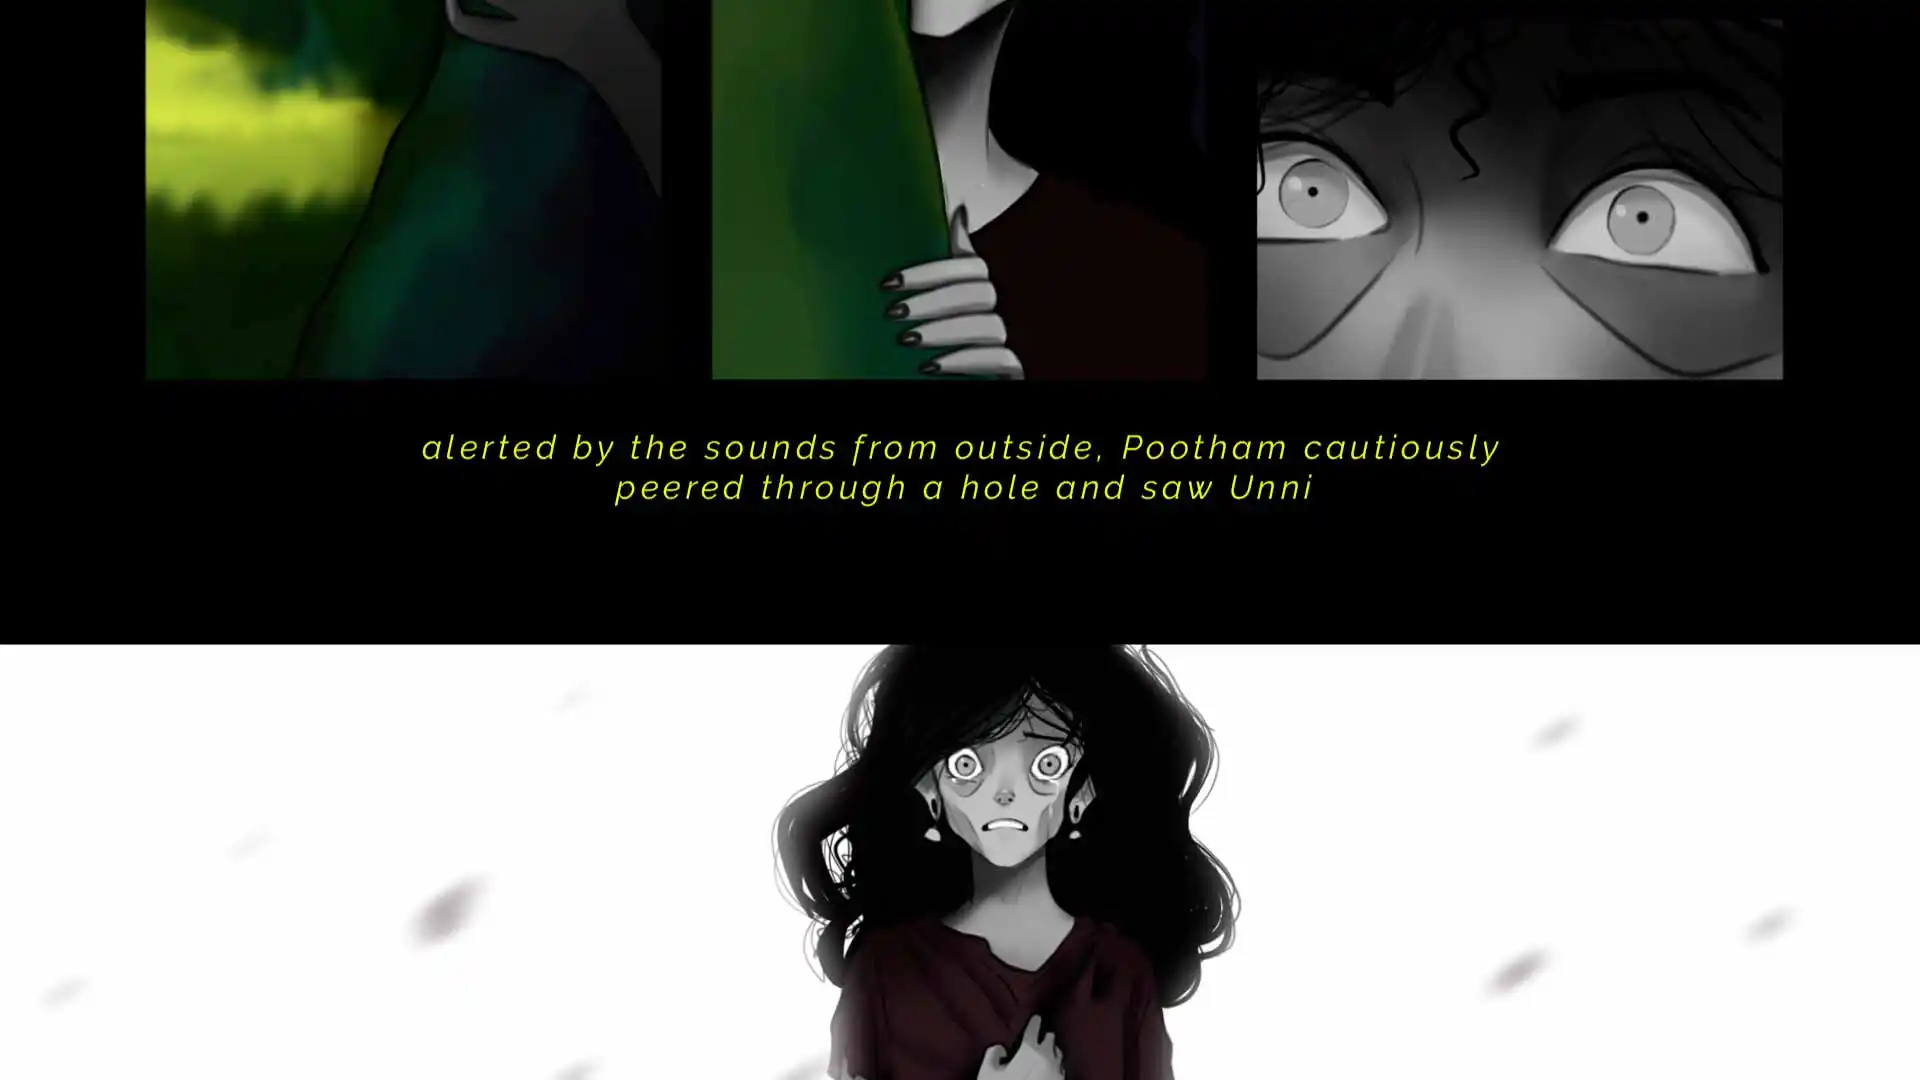 alerted by the sounds from outside, Pootham cautiously
peered through a hole and saw Unni